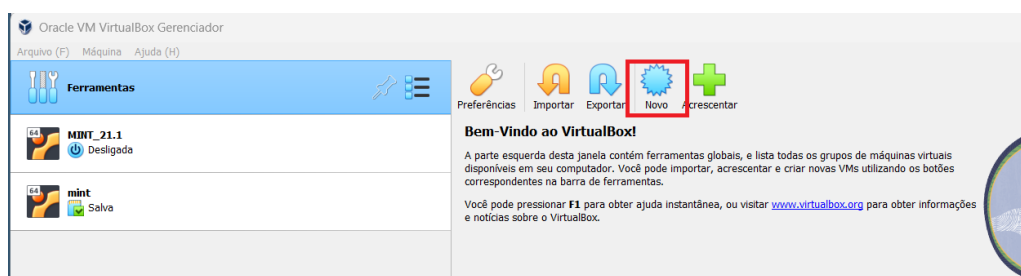 Oracle VM VirtualBox Gerenciador
Arquivo (F) Máquina Ajuda (H)
Ferramentas
Preferências Importar Exportar Novo Acrescentar
64 MINT_21.1
Desligada
64 mint
Salva
Bem-Vindo ao VirtualBox!
A parte esquerda desta janela contém ferramentas globais, e lista todas os grupos de máquinas virtuais
disponíveis em seu computador. Você pode importar, acrescentar e criar novas VMs utilizando os botões
correspondentes na barra de ferramentas.
Você pode pressionar F1 para obter ajuda instantânea, ou visitar www.virtualbox.org para obter informações
e notícias sobre o VirtualBox.